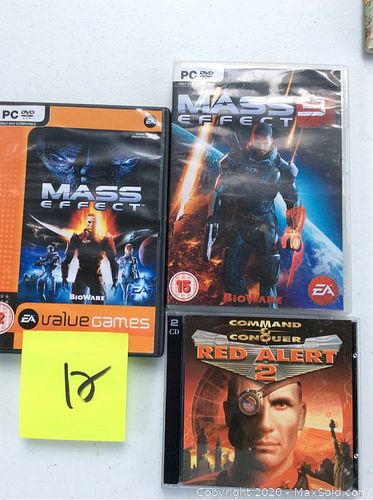 PC DVD
MASS
EFFECT
BIOWARE
EA
EA value Games
12
PC DVD
MASS 3
EFFECT
15
BIOWARE
EA
2
CD
COMMAND
&
CONQUER
RED ALERT
2
Copyright © 2020 - MaxSold.com